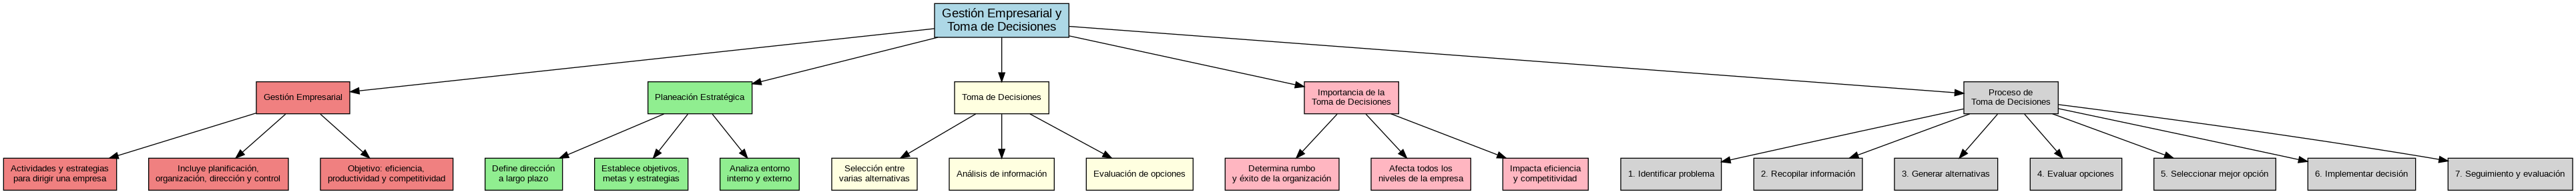 Gestión Empresarial y
Toma de Decisiones
Gestión Empresarial
Planeación Estratégica
Toma de Decisiones
Importancia de la
Toma de Decisiones
Proceso de
Toma de Decisiones
Actividades y estrategias
para dirigir una empresa
Incluye planificación,
organización, dirección y control
Objetivo: eficiencia,
productividad y competitividad
Define dirección
a largo plazo
Establece objetivos,
metas y estrategias
Analiza entorno
interno y externo
Selección entre
varias alternativas
Análisis de información
Evaluación de opciones
Determina rumbo
y éxito de la organización
Afecta todos los
niveles de la empresa
Impacta eficiencia
y competitividad
1. Identificar problema
2. Recopilar información
3. Generar alternativas
4. Evaluar opciones
5. Seleccionar mejor opción
6. Implementar decisión
7. Seguimiento y evaluación